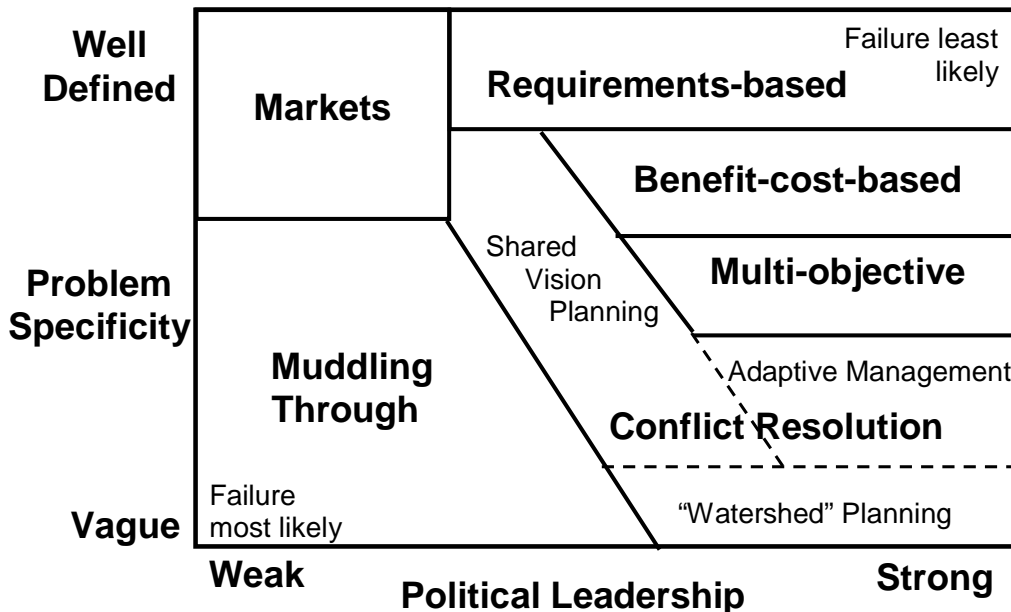 Well
Defined
Markets
Requirements-based
Failure least
likely
Benefit-cost-based
Shared
Vision
Planning
Multi-objective
Problem
Specificity
Muddling
Through
Adaptive Management
Conflict Resolution
Failure
most likely
“Watershed” Planning
Vague
Weak
Political Leadership
Strong